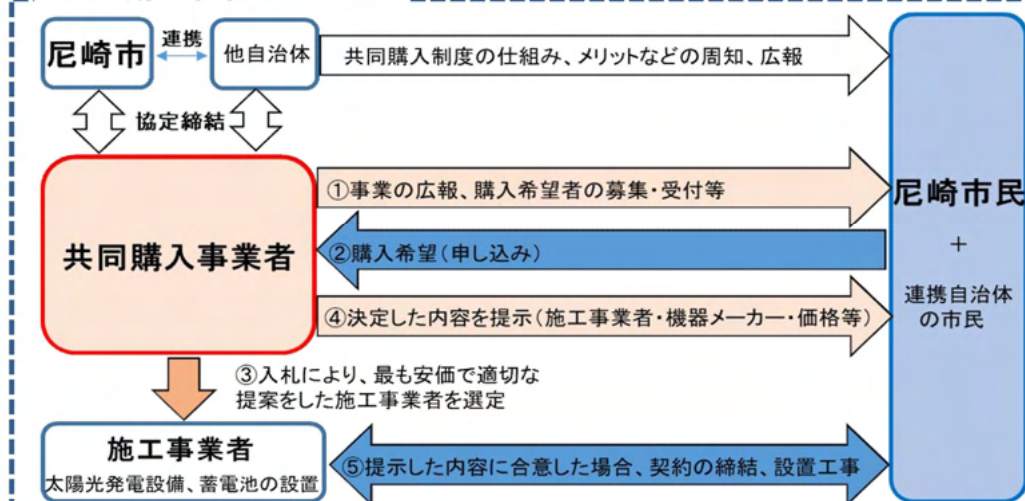 尼崎市
連携
他自治体
共同購入制度の仕組み、メリットなどの周知、広報
協定締結
共同購入事業者
①事業の広報、購入希望者の募集・受付等
②購入希望(申し込み)
④決定した内容を提示(施工事業者・機器メーカー・価格等)
尼崎市民
+
連携自治体
の市民
③入札により、最も安価で適切な
提案をした施工事業者を選定
施工事業者
太陽光発電設備、蓄電池の設置
⑤提示した内容に合意した場合、契約の締結、設置工事